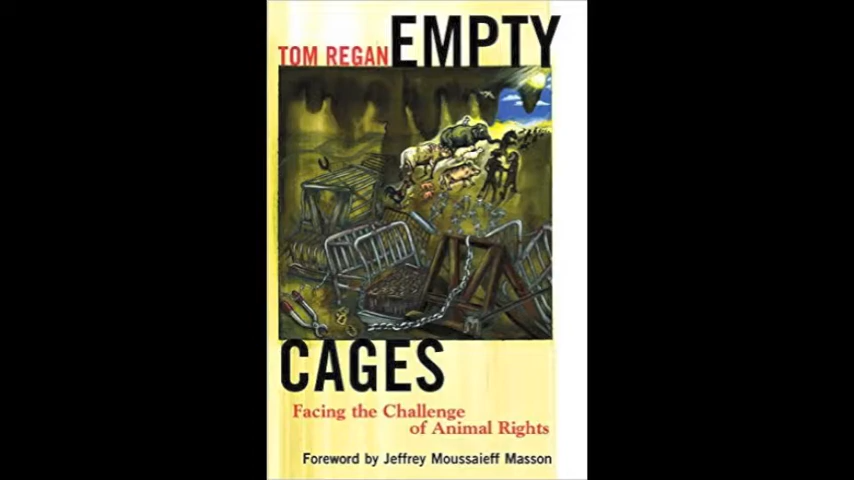 TOM REGAN EMPTY
CAGES
Facing the Challenge
of Animal Rights
Foreword by Jeffrey Moussaieff Masson